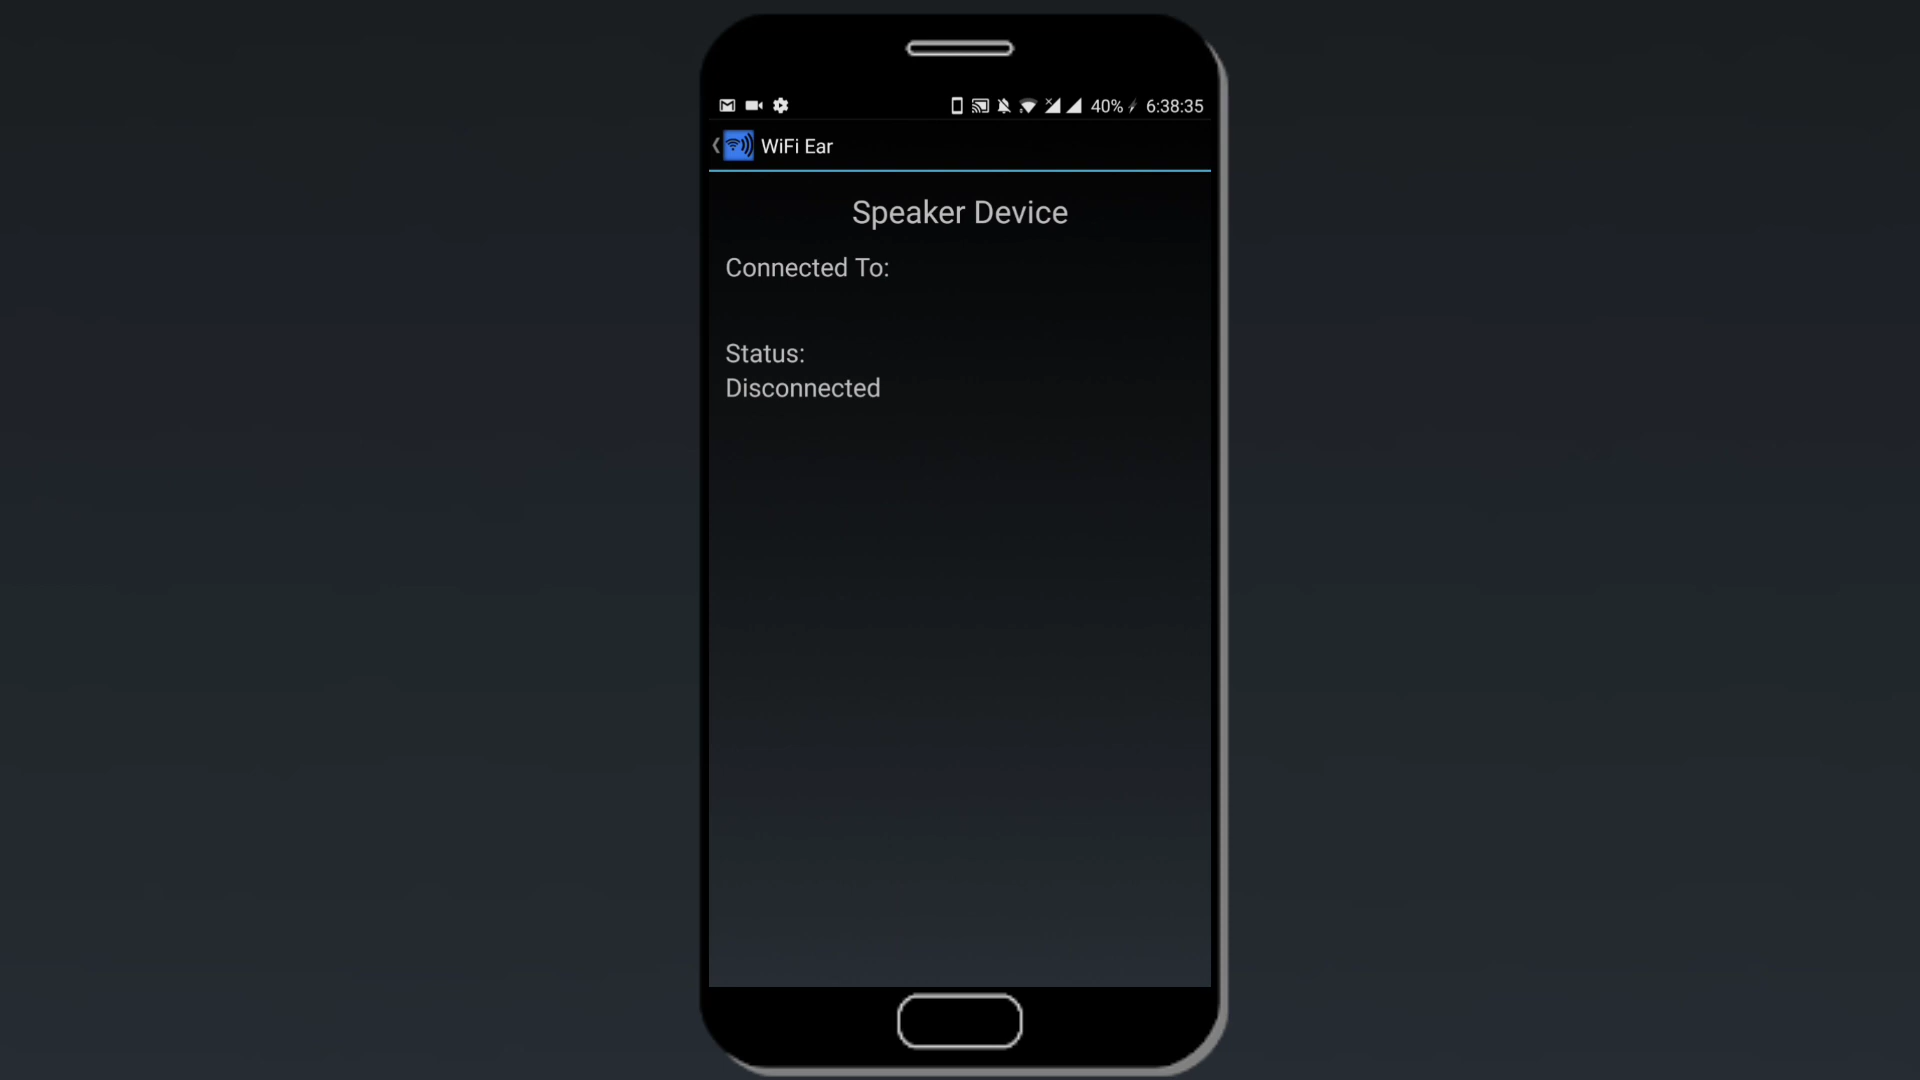 40% 6:38:35
WiFi Ear
Speaker Device
Connected To:
Status:
Disconnected